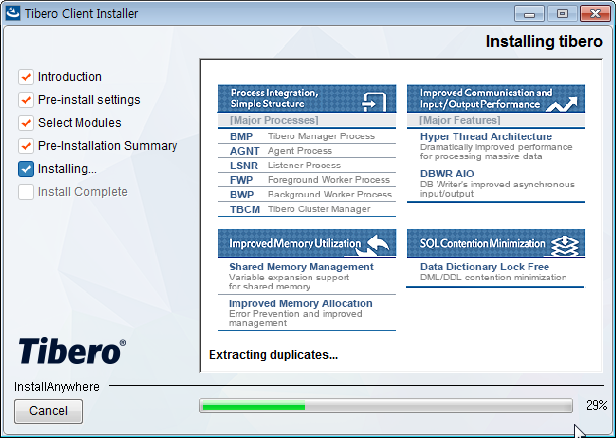 Tibero Client Installer
Installing tibero
Introduction
Pre-install settings
Select Modules
Pre-Installation Summary
Installing...
Install Complete
Process Integration,
Simple Structure
[Major Processes]
BMP Tibero Manager Process
AGNT Agent Process
LSNR Listener Process
FWP Foreground Worker Process
BWP Background Worker Process
TBCM Tibero Cluster Manager
Improved Communication and
Input/Output Performance
[Major Features]
Hyper Thread Architecture
Dramatically improved performance
for processing massive data
DBWR AIO
DB Writer's improved asynchronous
input/output
Improved Memory Utilization
Shared Memory Management
Variable expansion support
for shared memory
Improved Memory Allocation
Error Prevention and improved
management
SQL Contention Minimization
Data Dictionary Lock Free
DML/DDL contention minimization
Extracting duplicates...
Tibero®
InstallAnywhere
Cancel
29%